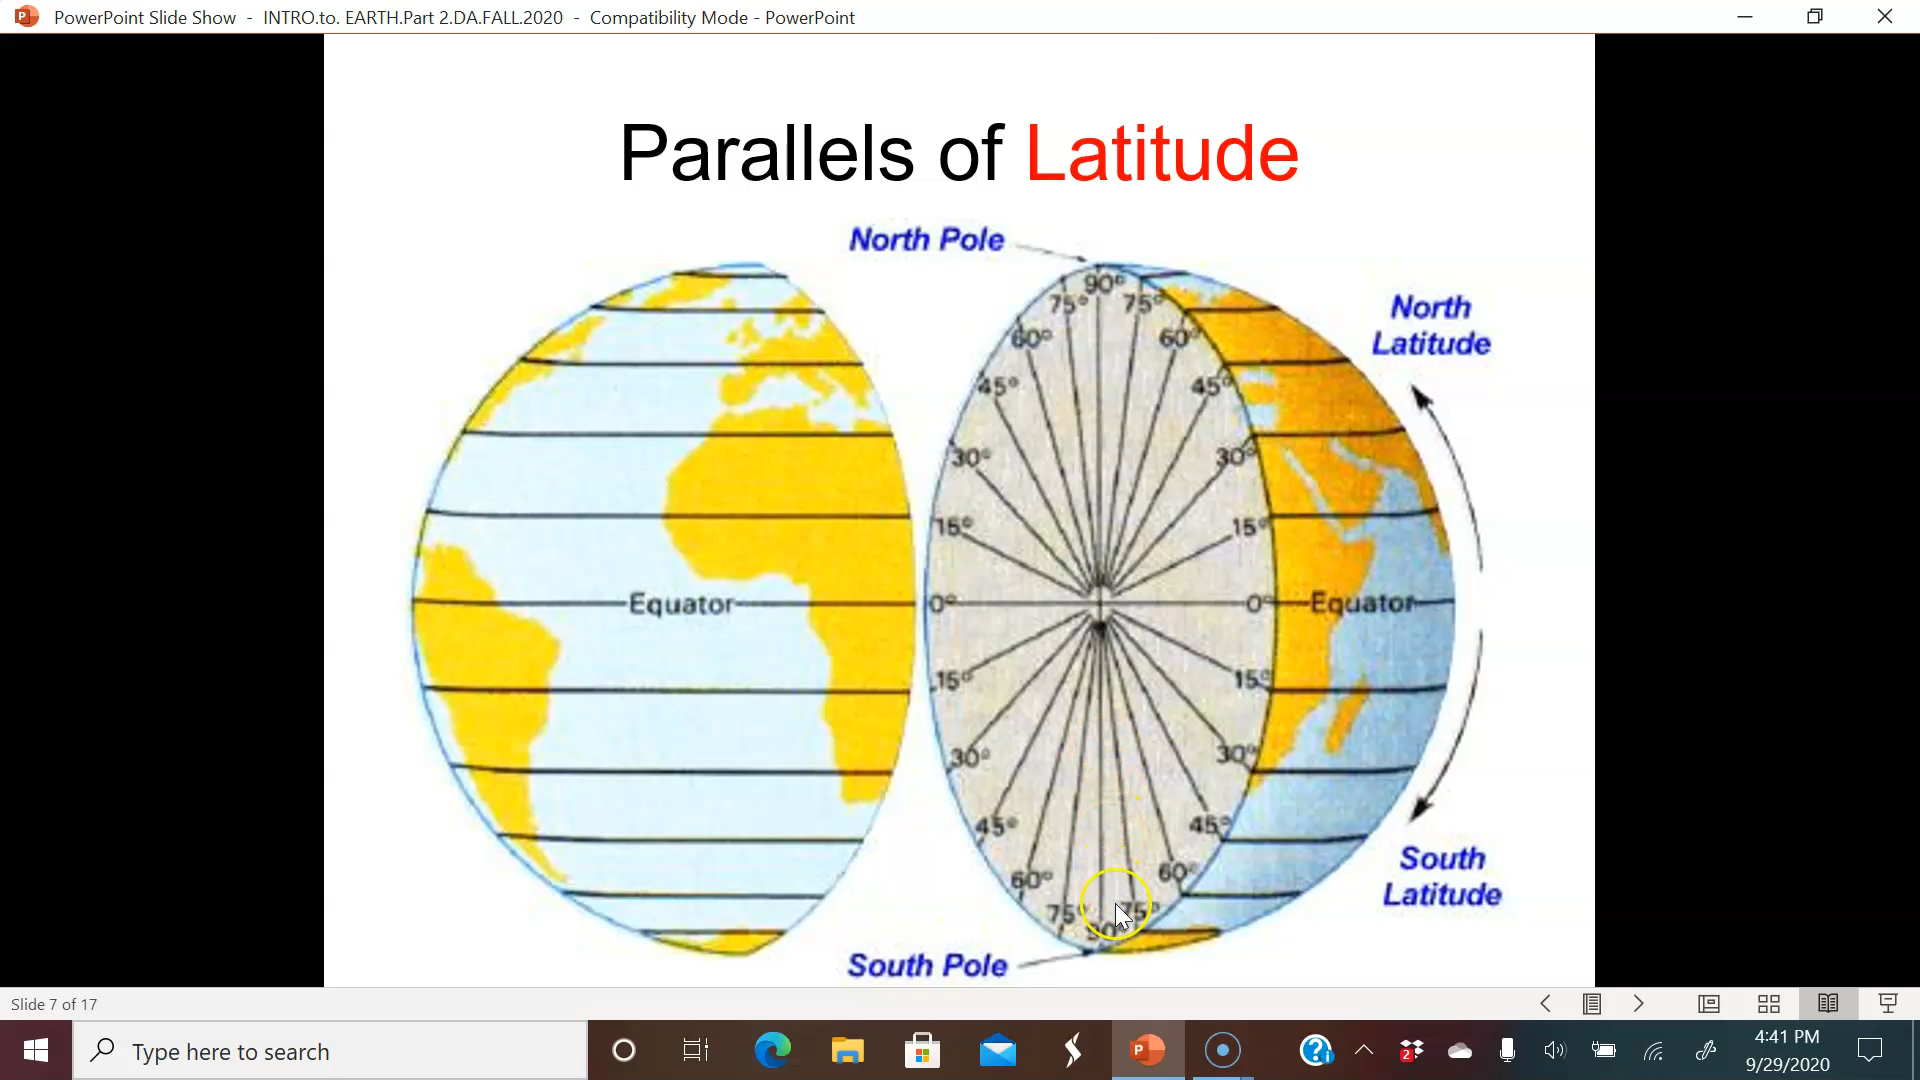 PowerPoint Slide Show - INTRO.to. EARTH.Part 2.DA.FALL.2020 - Compatibility Mode - PowerPoint
Parallels of Latitude
North Pole
90°
75° 75°
60° 60°
45° 45°
30° 30°
15° 15°
Equator 0° 0° Equator
15° 15°
30° 30°
45° 45°
60° 60°
75° 75°
90°
North
Latitude
South
Latitude
South Pole
Slide 7 of 17
Type here to search
2
4:41 PM
9/29/2020